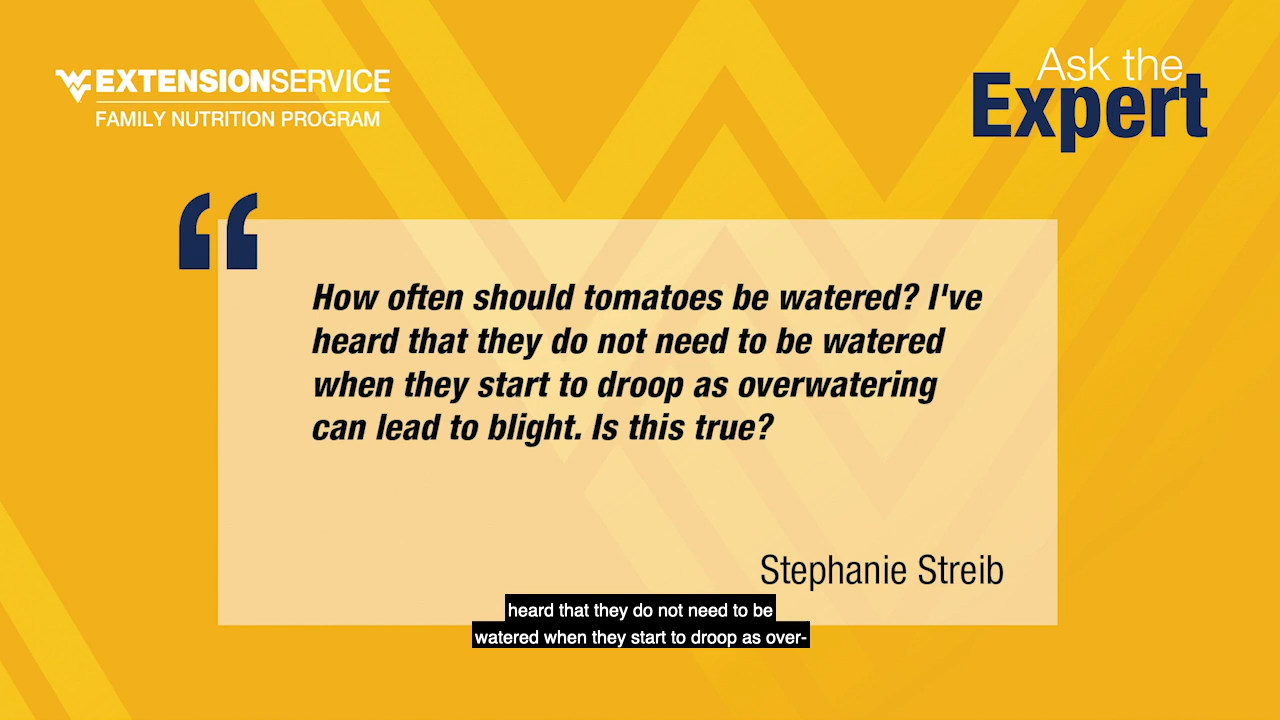 EXTENSIONSERVICE
FAMILY NUTRITION PROGRAM
Ask the
Expert
“
How often should tomatoes be watered? I've
heard that they do not need to be watered
when they start to droop as overwatering
can lead to blight. Is this true?
Stephanie Streib
heard that they do not need to be
watered when they start to droop as over-